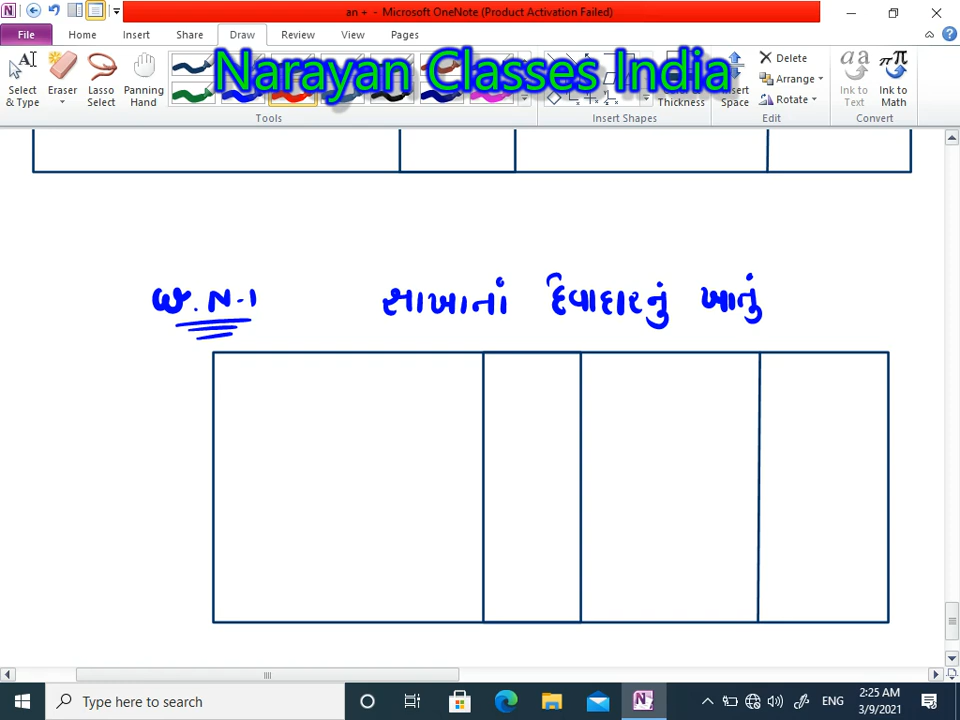 an + - Microsoft OneNote (Product Activation Failed)
File Home Insert Share Draw Review View Pages
Narayan Classes India
Select & Type
Eraser
Lasso Select
Panning Hand
Thickness
Insert Space
Delete
Arrange
Rotate
Ink to Text
Ink to Math
Tools
Insert Shapes
Edit
Convert
W.N-1 સાખાનાં દેવાદારનું ખાતું
Type here to search
ENG
2:25 AM
3/9/2021